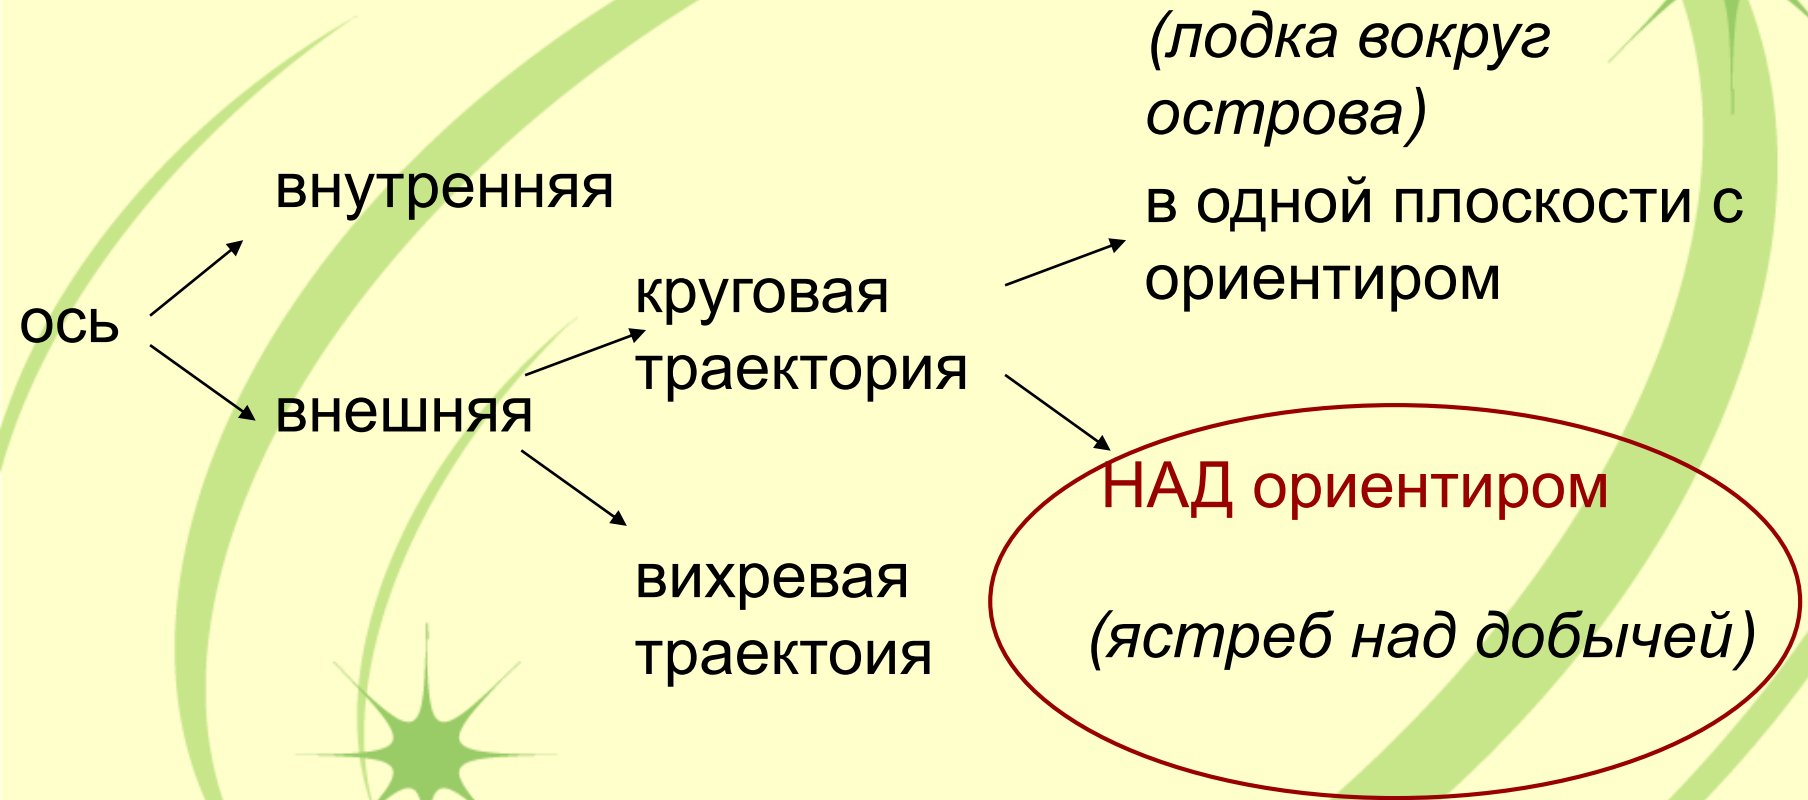 (лодка вокруг
острова)
внутренняя
в одной плоскости с
ориентиром
ось
круговая
траектория
внешняя
НАД ориентиром
вихревая
траектоия
(ястреб над добычей)